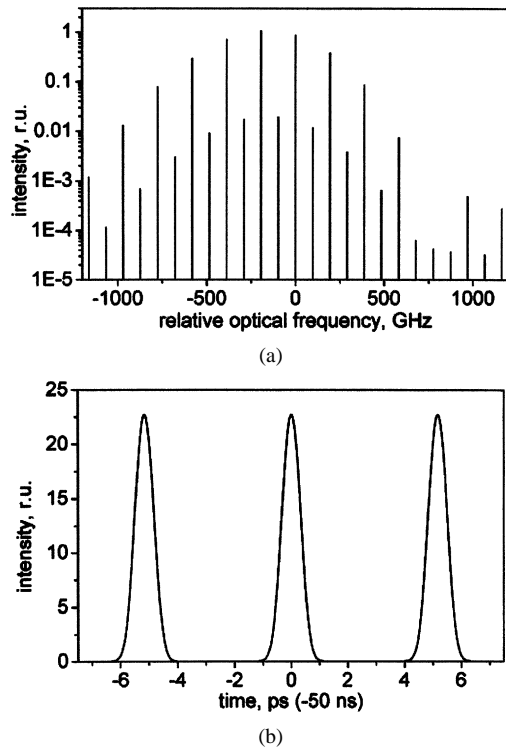 1
0.1
0.01
1E-3
1E-4
1E-5
intensity, r.u.
-1000 -500 0 500 1000
relative optical frequency, GHz
(a)
25
20
15
10
5
0
intensity, r.u.
-6 -4 -2 0 2 4 6
time, ps (-50 ns)
(b)